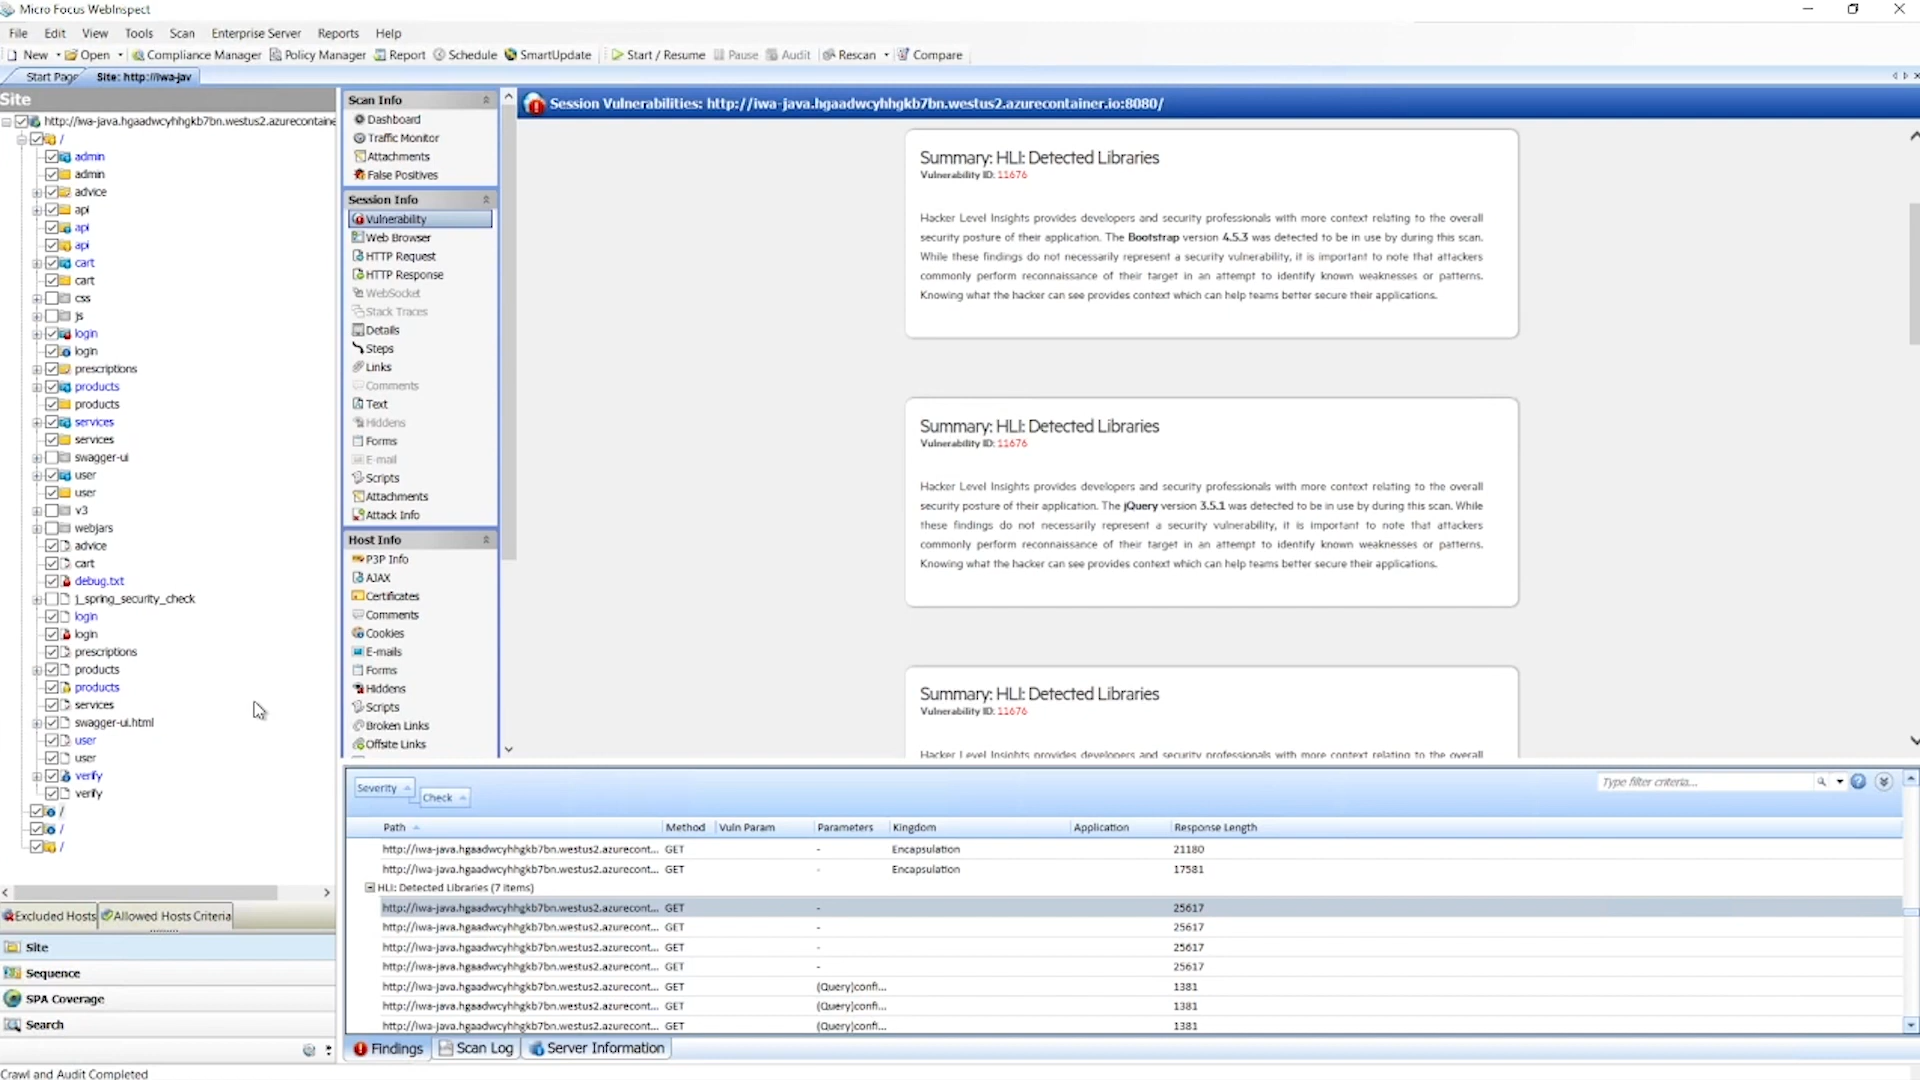 Micro Focus WebInspect
File Edit View Tools Scan Enterprise Server Reports Help
New Open Compliance Manager Policy Manager Report Schedule SmartUpdate Start / Resume Pause Audit Rescan Compare
Start Page Site: http://iwa-jav
Site
http://iwa-java.hgaadwcyhhgkb7bn.westus2.azurecontaine
/
admin
admin
advice
api
api
api
cart
cart
css
js
login
login
prescriptions
products
products
services
services
swagger-ui
user
user
v3
webjars
advice
cart
debug.txt
j_spring_security_check
login
login
prescriptions
products
products
services
swagger-ui.html
user
user
verify
verify
/
/
/
Excluded Hosts Allowed Hosts Criteria
Site
Sequence
SPA Coverage
Search
Scan Info
Dashboard
Traffic Monitor
Attachments
False Positives
Session Info
Vulnerability
Web Browser
HTTP Request
HTTP Response
WebSocket
Stack Traces
Details
Steps
Links
Comments
Text
Hiddens
Forms
E-mail
Scripts
Attachments
Attack Info
Host Info
P3P Info
AJAX
Certificates
Comments
Cookies
E-mails
Forms
Hiddens
Scripts
Broken Links
Offsite Links
Session Vulnerabilities: http://iwa-java.hgaadwcyhhgkb7bn.westus2.azurecontainer.io:8080/
Summary: HLI: Detected Libraries
Vulnerability ID: 11676
Hacker Level Insights provides developers and security professionals with more context relating to the overall
security posture of their application. The Bootstrap version 4.5.3 was detected to be in use by during this scan.
While these findings do not necessarily represent a security vulnerability, it is important to note that attackers
commonly perform reconnaissance of their target in an attempt to identify known weaknesses or patterns.
Knowing what the hacker can see provides context which can help teams better secure their applications.
Summary: HLI: Detected Libraries
Vulnerability ID: 11676
Hacker Level Insights provides developers and security professionals with more context relating to the overall
security posture of their application. The jQuery version 3.5.1 was detected to be in use by during this scan. While
these findings do not necessarily represent a security vulnerability, it is important to note that attackers
commonly perform reconnaissance of their target in an attempt to identify known weaknesses or patterns.
Knowing what the hacker can see provides context which can help teams better secure their applications.
Summary: HLI: Detected Libraries
Vulnerability ID: 11676
Hacker Level Insights provides developers and security professionals with more context relating to the overall
Severity
Check
Type filter criteria...
Path Method Vuln Param Parameters Kingdom Application Response Length
http://iwa-java.hgaadwcyhhgkb7bn.westus2.azurecont... GET - Encapsulation 21180
http://iwa-java.hgaadwcyhhgkb7bn.westus2.azurecont... GET - Encapsulation 17581
HLI: Detected Libraries (7 items)
http://iwa-java.hgaadwcyhhgkb7bn.westus2.azurecont... GET - 25617
http://iwa-java.hgaadwcyhhgkb7bn.westus2.azurecont... GET - 25617
http://iwa-java.hgaadwcyhhgkb7bn.westus2.azurecont... GET - 25617
http://iwa-java.hgaadwcyhhgkb7bn.westus2.azurecont... GET - 25617
http://iwa-java.hgaadwcyhhgkb7bn.westus2.azurecont... GET (Query)confi... 1381
http://iwa-java.hgaadwcyhhgkb7bn.westus2.azurecont... GET (Query)confi... 1381
http://iwa-java.hgaadwcyhhgkb7bn.westus2.azurecont... GET (Query)confi... 1381
Findings Scan Log Server Information
Crawl and Audit Completed